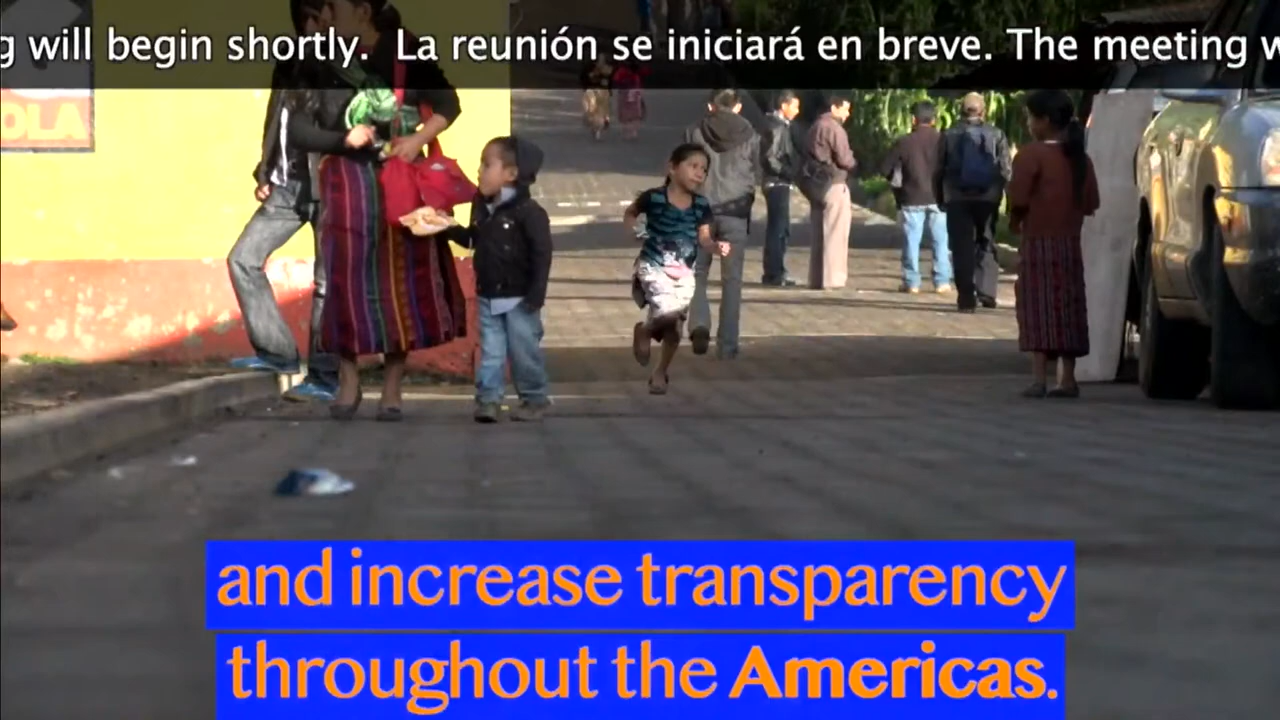 g will begin shortly.  La reunión se iniciará en breve. The meeting w
OLA
and increase transparency
throughout the Americas.